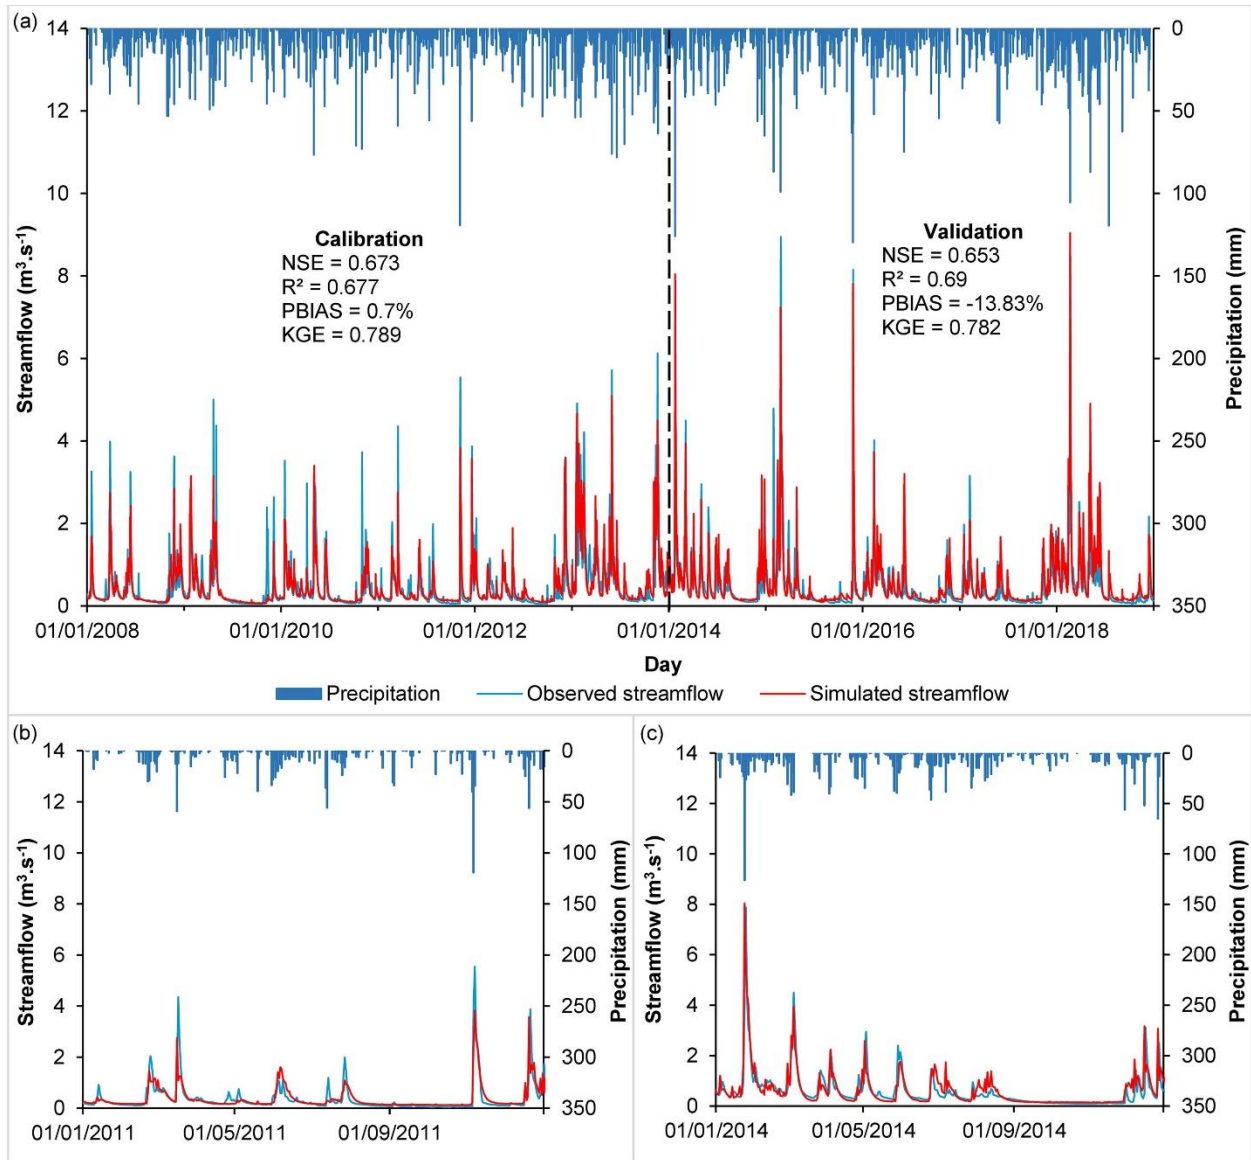 (a)
14
12
10
8
6
4
2
0
Streamflow (m³.s⁻¹)
0
50
100
150
200
250
300
350
Precipitation (mm)
Calibration
NSE = 0.673
R² = 0.677
PBIAS = 0.7%
KGE = 0.789
Validation
NSE = 0.653
R² = 0.69
PBIAS = -13.83%
KGE = 0.782
01/01/2008 01/01/2010 01/01/2012 01/01/2014 01/01/2016 01/01/2018
Day
Precipitation Observed streamflow Simulated streamflow
(b)
14
12
10
8
6
4
2
0
Streamflow (m³.s⁻¹)
0
50
100
150
200
250
300
350
Precipitation (mm)
01/01/2011 01/05/2011 01/09/2011
(c)
14
12
10
8
6
4
2
0
Streamflow (m³.s⁻¹)
0
50
100
150
200
250
300
350
Precipitation (mm)
01/01/2014 01/05/2014 01/09/2014